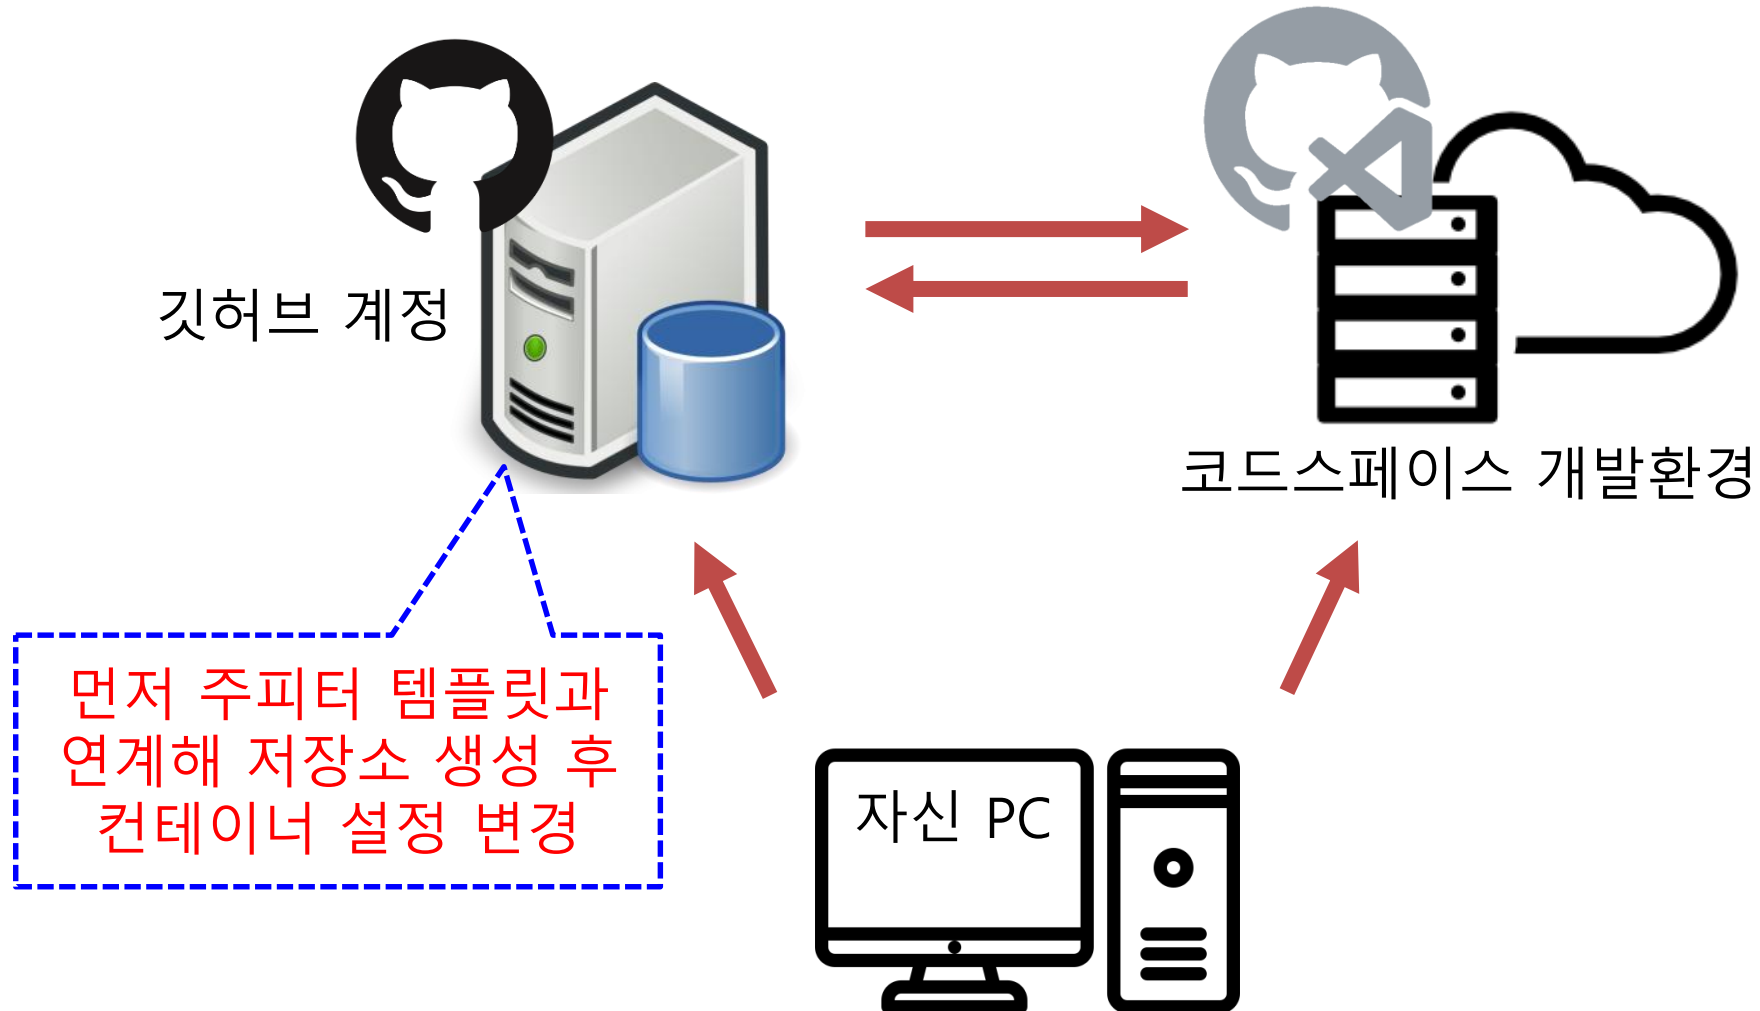 깃허브 계정
코드스페이스 개발환경
먼저 주피터 템플릿과
연계해 저장소 생성 후
컨테이너 설정 변경
자신 PC